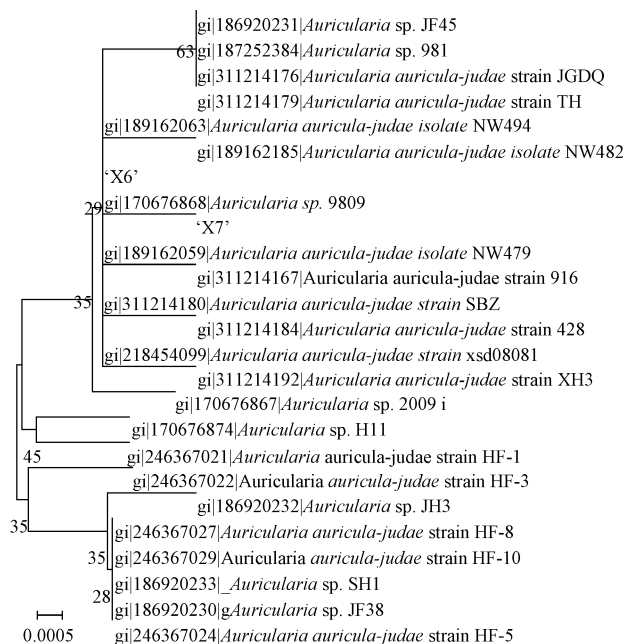 gi|186920231|Auricularia sp. JF45
63
gi|187252384|Auricularia sp. 981
gi|311214176|Auricularia auricula-judae strain JGDQ
gi|311214179|Auricularia auricula-judae strain TH
gi|189162063|Auricularia auricula-judae isolate NW494
gi|189162185|Auricularia auricula-judae isolate NW482
‘X6’
29
gi|170676868|Auricularia sp. 9809
‘X7’
gi|189162059|Auricularia auricula-judae isolate NW479
gi|311214167|Auricularia auricula-judae strain 916
35
gi|311214180|Auricularia auricula-judae strain SBZ
gi|311214184|Auricularia auricula-judae strain 428
gi|218454099|Auricularia auricula-judae strain xsd08081
gi|311214192|Auricularia auricula-judae strain XH3
gi|170676867|Auricularia sp. 2009 i
gi|170676874|Auricularia sp. H11
45
gi|246367021|Auricularia auricula-judae strain HF-1
gi|246367022|Auricularia auricula-judae strain HF-3
gi|186920232|Auricularia sp. JH3
35
gi|246367027|Auricularia auricula-judae strain HF-8
35
gi|246367029|Auricularia auricula-judae strain HF-10
gi|186920233|_Auricularia sp. SH1
28
gi|186920230|gAuricularia sp. JF38
0.0005
gi|246367024|Auricularia auricula-judae strain HF-5